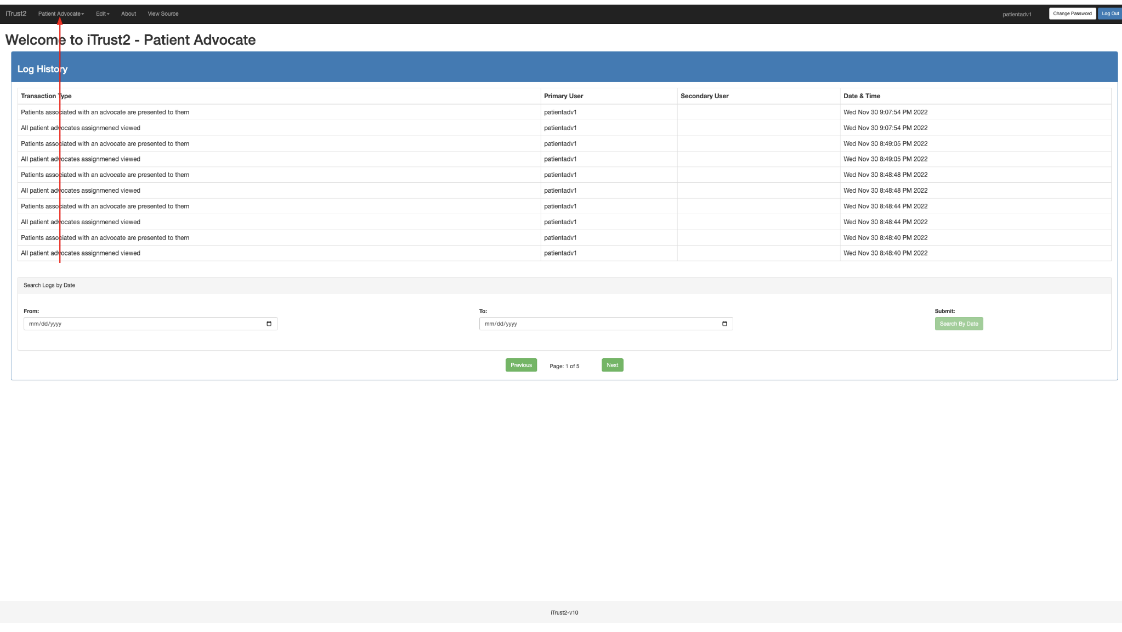 iTrust2 Patient Advocate Edit About View Source patientadv1 Change Password Log Out
Welcome to iTrust2 - Patient Advocate
Log History
Transaction Type Primary User Secondary User Date & Time
Patients associated with an advocate are presented to them patientadv1 Wed Nov 30 9:07:54 PM 2022
All patient advocates assignmened viewed patientadv1 Wed Nov 30 9:07:54 PM 2022
Patients associated with an advocate are presented to them patientadv1 Wed Nov 30 8:49:05 PM 2022
All patient advocates assignmened viewed patientadv1 Wed Nov 30 8:49:05 PM 2022
Patients associated with an advocate are presented to them patientadv1 Wed Nov 30 8:48:48 PM 2022
All patient advocates assignmened viewed patientadv1 Wed Nov 30 8:48:48 PM 2022
Patients associated with an advocate are presented to them patientadv1 Wed Nov 30 8:48:44 PM 2022
All patient advocates assignmened viewed patientadv1 Wed Nov 30 8:48:44 PM 2022
Patients associated with an advocate are presented to them patientadv1 Wed Nov 30 8:48:40 PM 2022
All patient advocates assignmened viewed patientadv1 Wed Nov 30 8:48:40 PM 2022
Search Logs by Date
From: To: Submit:
mm/dd/yyyy mm/dd/yyyy Search By Date
Previous Page: 1 of 5 Next
iTrust2-v10